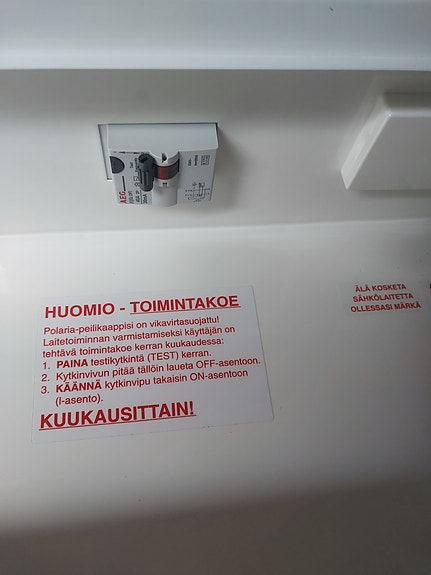 AEG
HUOMIO - TOIMINTAKOE
Polaria-peilikaappisi on vikavirtasuojattu!
Laitetoiminnan varmistamiseksi käyttäjän on
tehtävä toimintakoe kerran kuukaudessa:
1. PAINA testikytkintä (TEST) kerran.
2. Kytkinvivun pitää tällöin laueta OFF-asentoon.
3. KÄÄNNÄ kytkinvipu takaisin ON-asentoon
(I-asento).
KUUKAUSITTAIN!
ÄLÄ KOSKETA
SÄHKÖLAITETTA
OLLESSASI MÄRKÄ